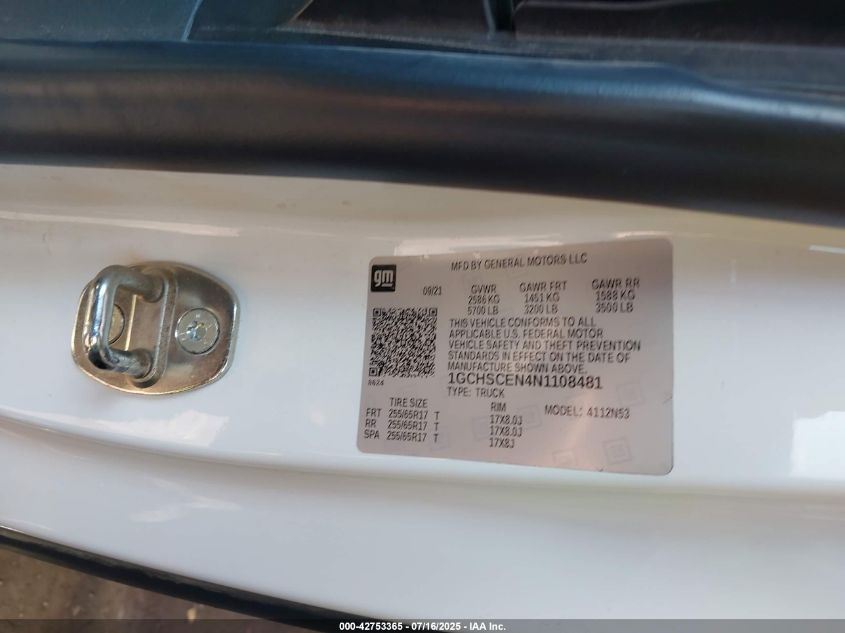 gm
MFD BY GENERAL MOTORS LLC
09/21
GVWR GAWR FRT GAWR RR
2586 KG 1451 KG 1588 KG
5700 LB 3200 LB 3500 LB
THIS VEHICLE CONFORMS TO ALL
APPLICABLE U.S. FEDERAL MOTOR
VEHICLE SAFETY AND THEFT PREVENTION
STANDARDS IN EFFECT ON THE DATE OF
MANUFACTURE SHOWN ABOVE.
8624
1GCHSCEN4N1108481
TYPE: TRUCK
TIRE SIZE RIM MODEL: 4112N53
FRT 255/65R17 T 17X8.0J
RR 255/65R17 T 17X8.0J
SPA 255/65R17 T 17X8J
000-42753365 - 07/16/2025 - IAA Inc.